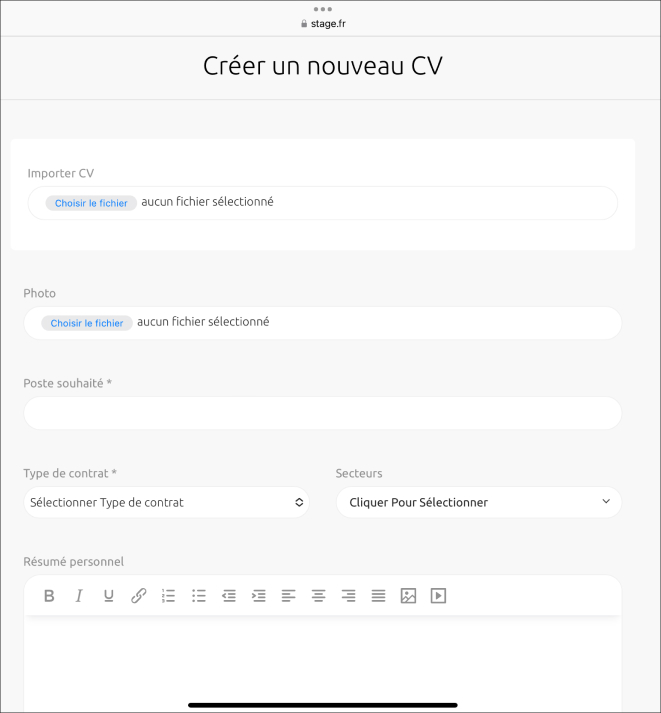 stage.fr
Créer un nouveau CV
Importer CV
Choisir le fichier aucun fichier sélectionné
Photo
Choisir le fichier aucun fichier sélectionné
Poste souhaité *
Type de contrat * Secteurs
Sélectionner Type de contrat Cliquer Pour Sélectionner
Résumé personnel
B I U